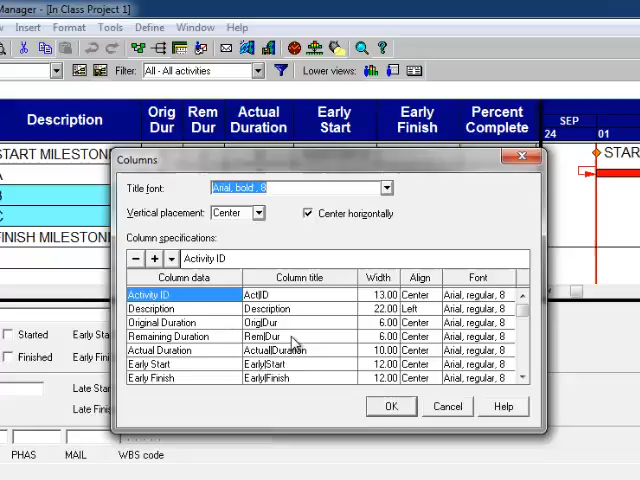 Manager - [In Class Project 1]
Insert Format Tools Define Window Help
Filter: All - All activities Lower views:
Description Orig Dur Rem Dur Actual Duration Early Start Early Finish Percent Complete SEP
24 01
START MILESTON STAR
A
B
C
FINISH MILESTON
Columns
Title font: Arial, bold , 8
Vertical placement: Center Center horizontally
Column specifications:
Activity ID
Column data Column title Width Align Font
Activity ID Act|ID 13.00 Center Arial, regular, 8
Description Description 22.00 Left Arial, regular, 8
Original Duration Orig|Dur 6.00 Center Arial, regular, 8
Remaining Duration Rem|Dur 6.00 Center Arial, regular, 8
Actual Duration Actual|Duration 10.00 Center Arial, regular, 8
Early Start Early|Start 12.00 Center Arial, regular, 8
Early Finish Early|Finish 12.00 Center Arial, regular, 8
OK Cancel Help
Started Early Sta
Finished Early Fini
Late Star
Late Fini
PHAS MAIL WBS code